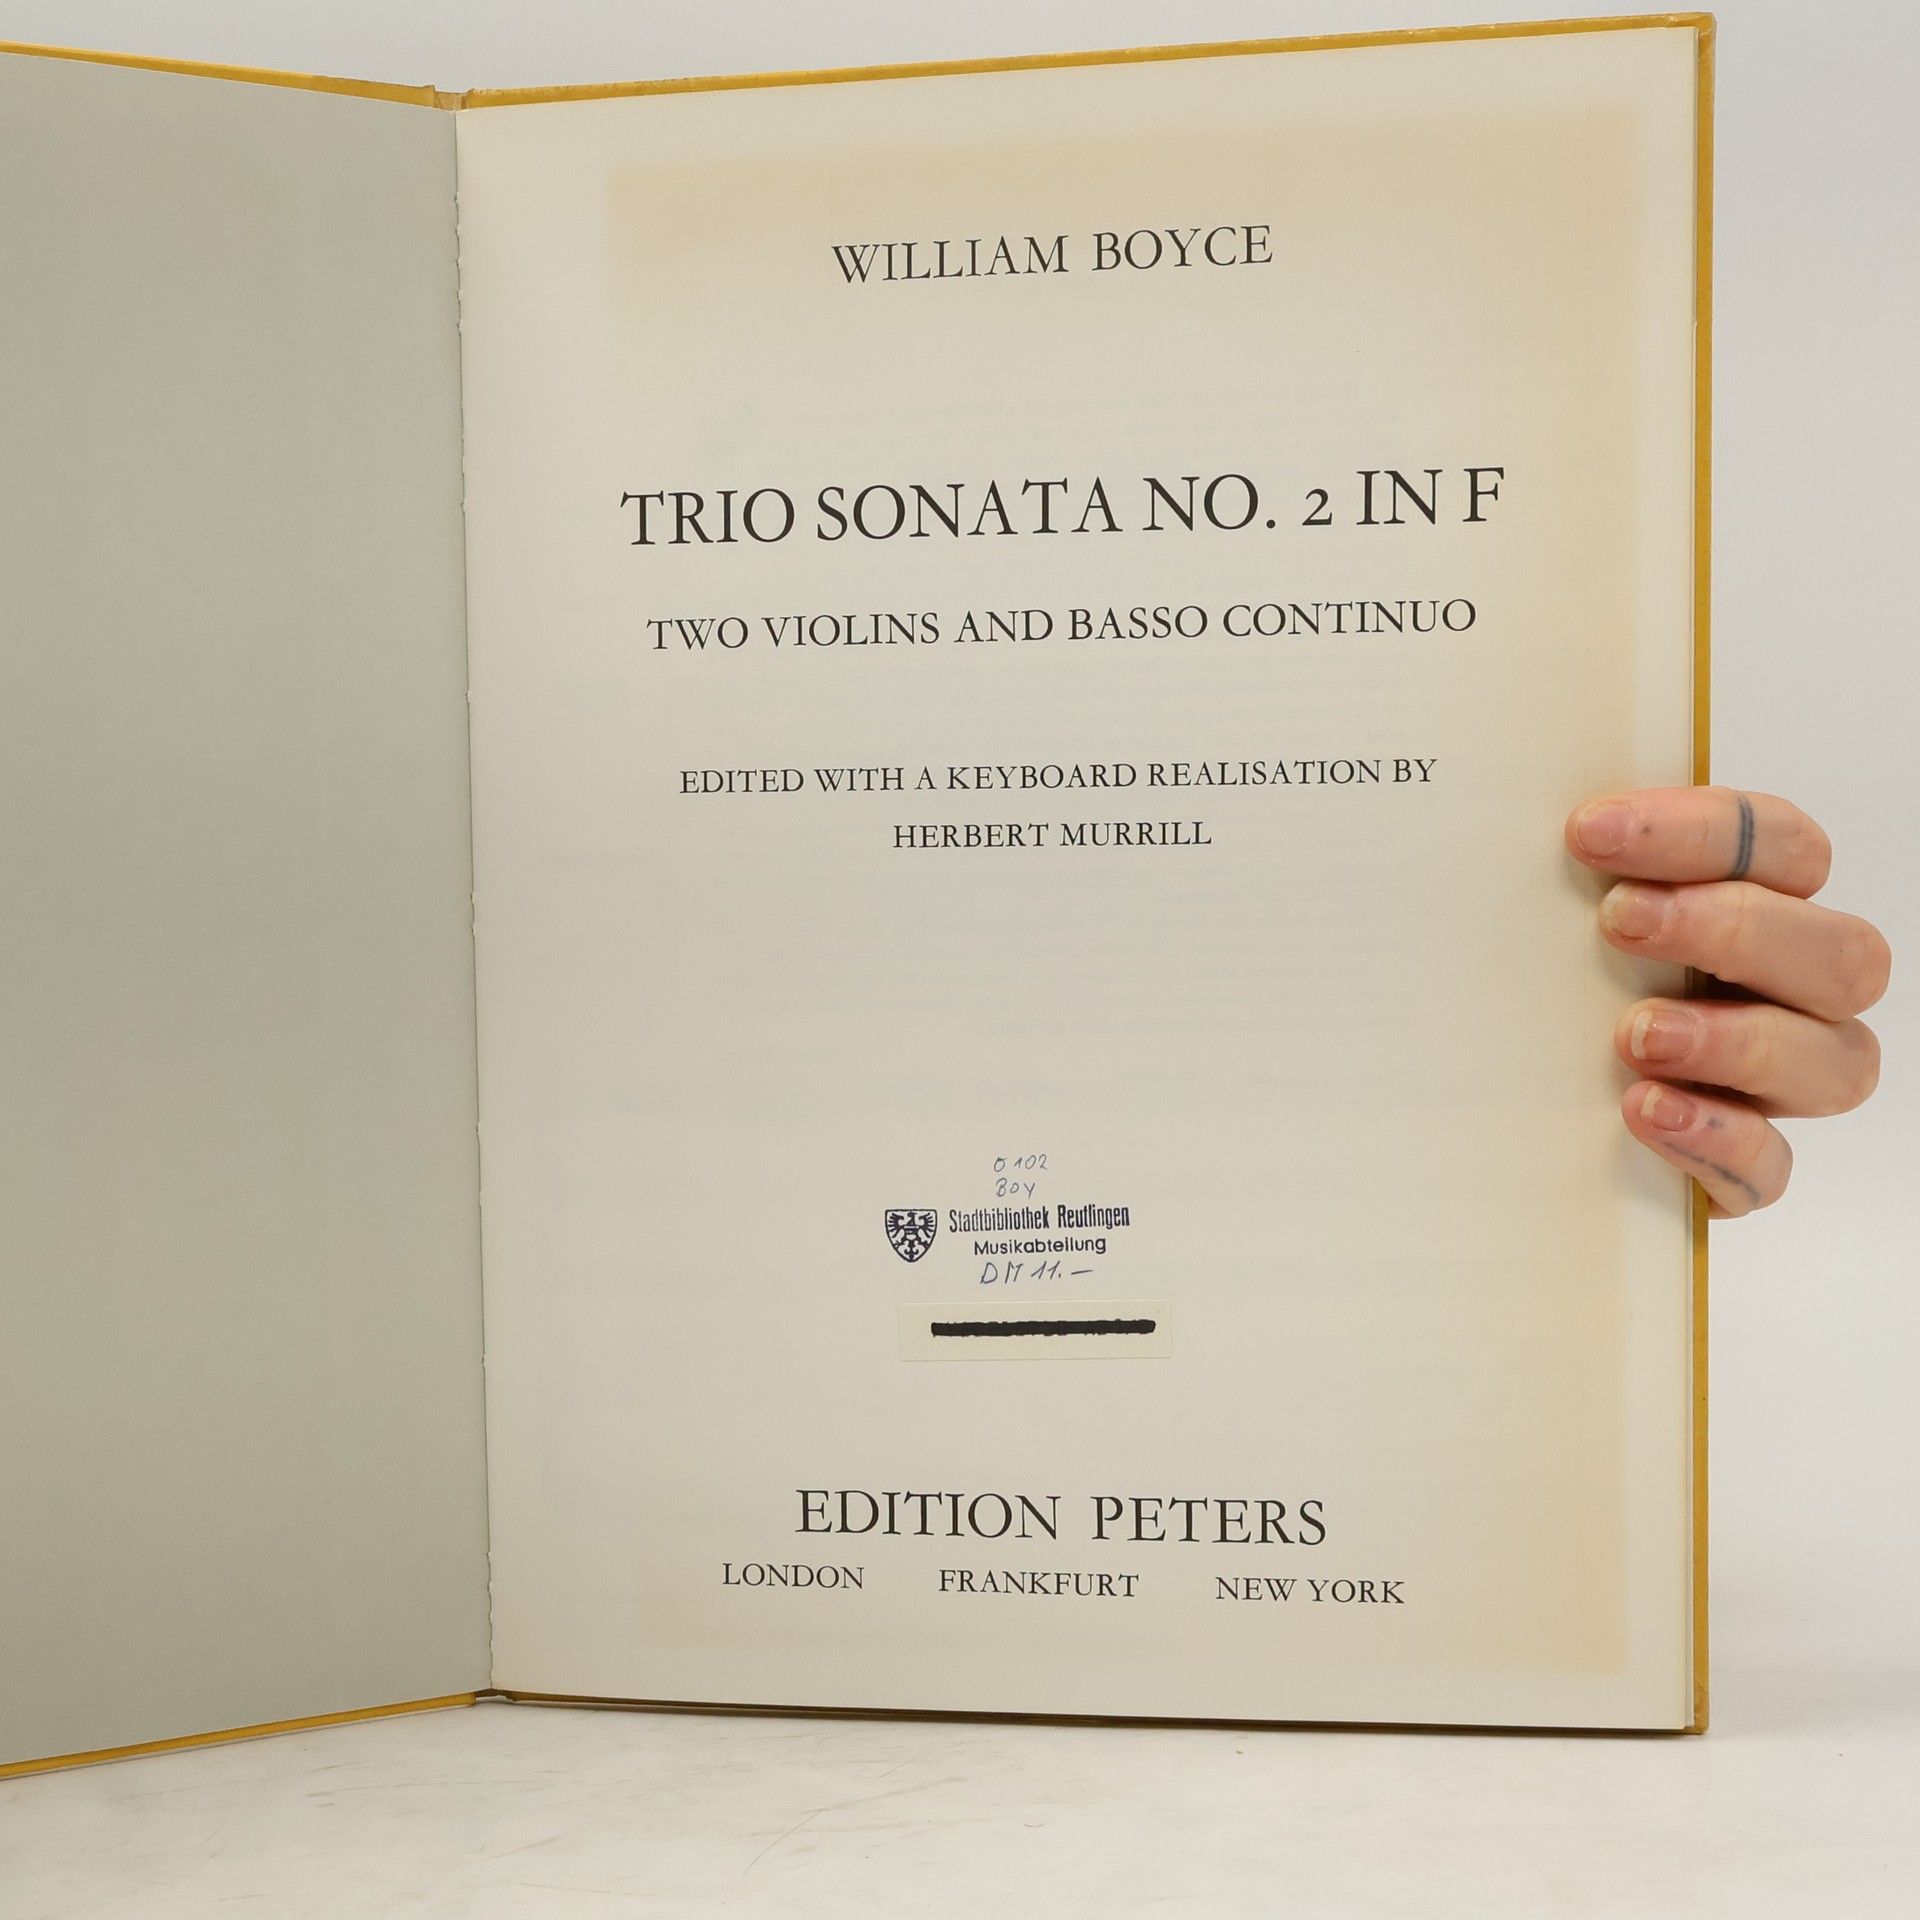 WILLIAM BOYCE
TRIO SONATA NO. 2 IN F
TWO VIOLINS AND BASSO CONTINUO
EDITED WITH A KEYBOARD REALISATION BY
HERBERT MURRILL
0 102
BOY
Stadtbibliothek Reutlingen
Musikabteilung
DM 11.—
EDITION PETERS
LONDON FRANKFURT NEW YORK